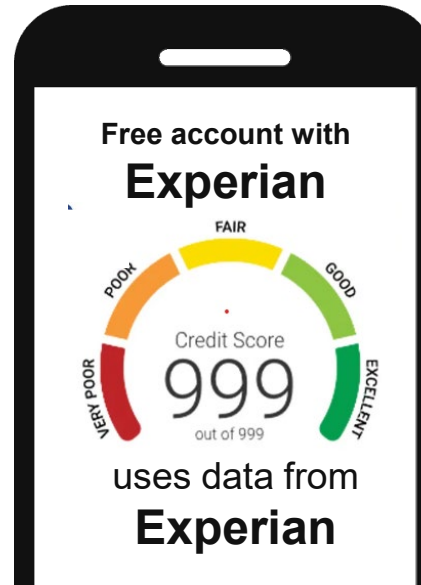 Free account with
Experian
FAIR
POOR
GOOD
VERY POOR
EXCELLENT
Credit Score
999
out of 999
uses data from
Experian